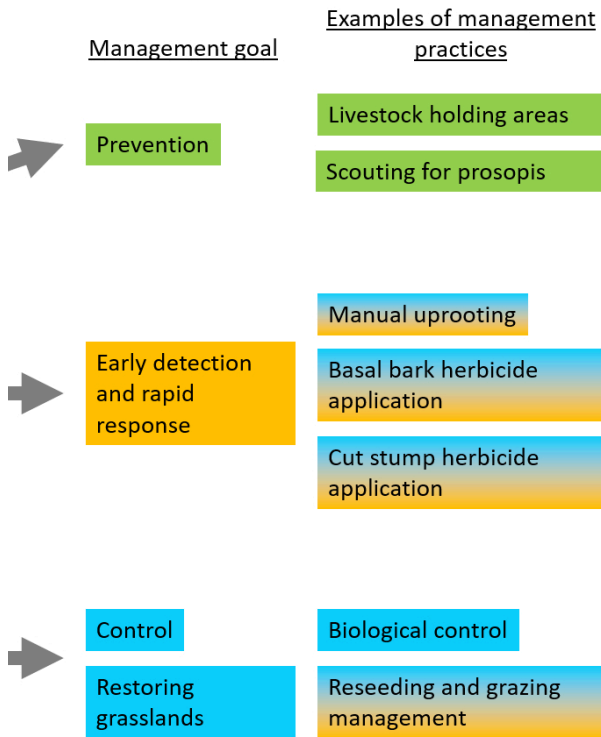 Management goal
Examples of management
practices
Prevention
Livestock holding areas
Scouting for prosopis
Early detection
and rapid
response
Manual uprooting
Basal bark herbicide
application
Cut stump herbicide
application
Control
Biological control
Restoring
grasslands
Reseeding and grazing
management